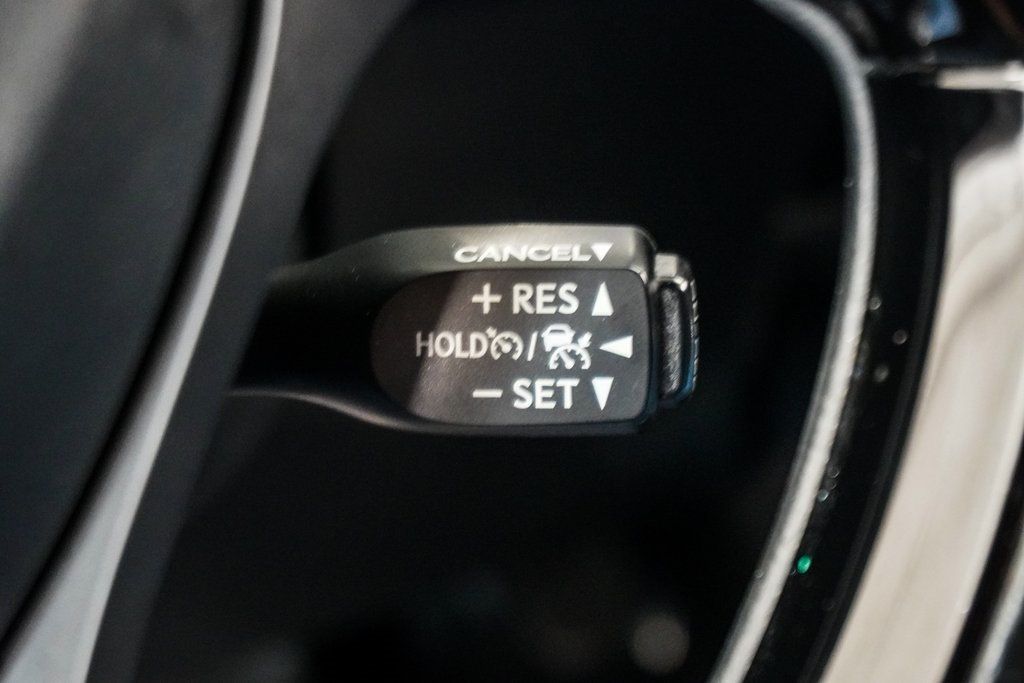 CANCEL▼
+ RES ▲
HOLD / ◀
− SET ▼